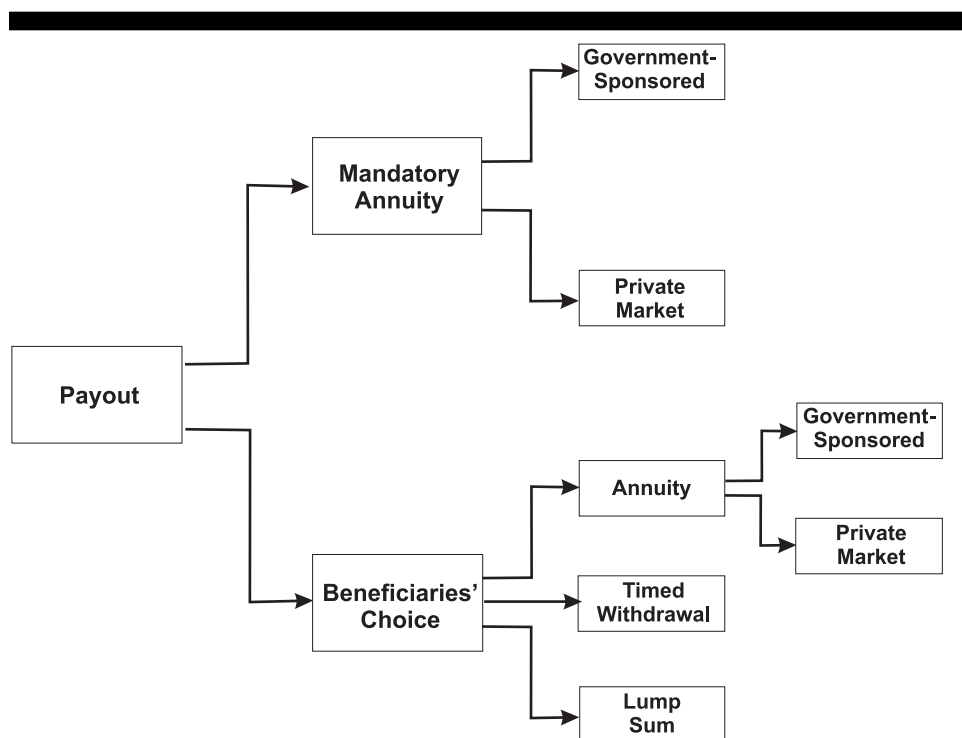 Government-
Sponsored
Mandatory
Annuity
Private
Market
Payout
Government-
Sponsored
Annuity
Private
Market
Beneficiaries’
Choice
Timed
Withdrawal
Lump
Sum